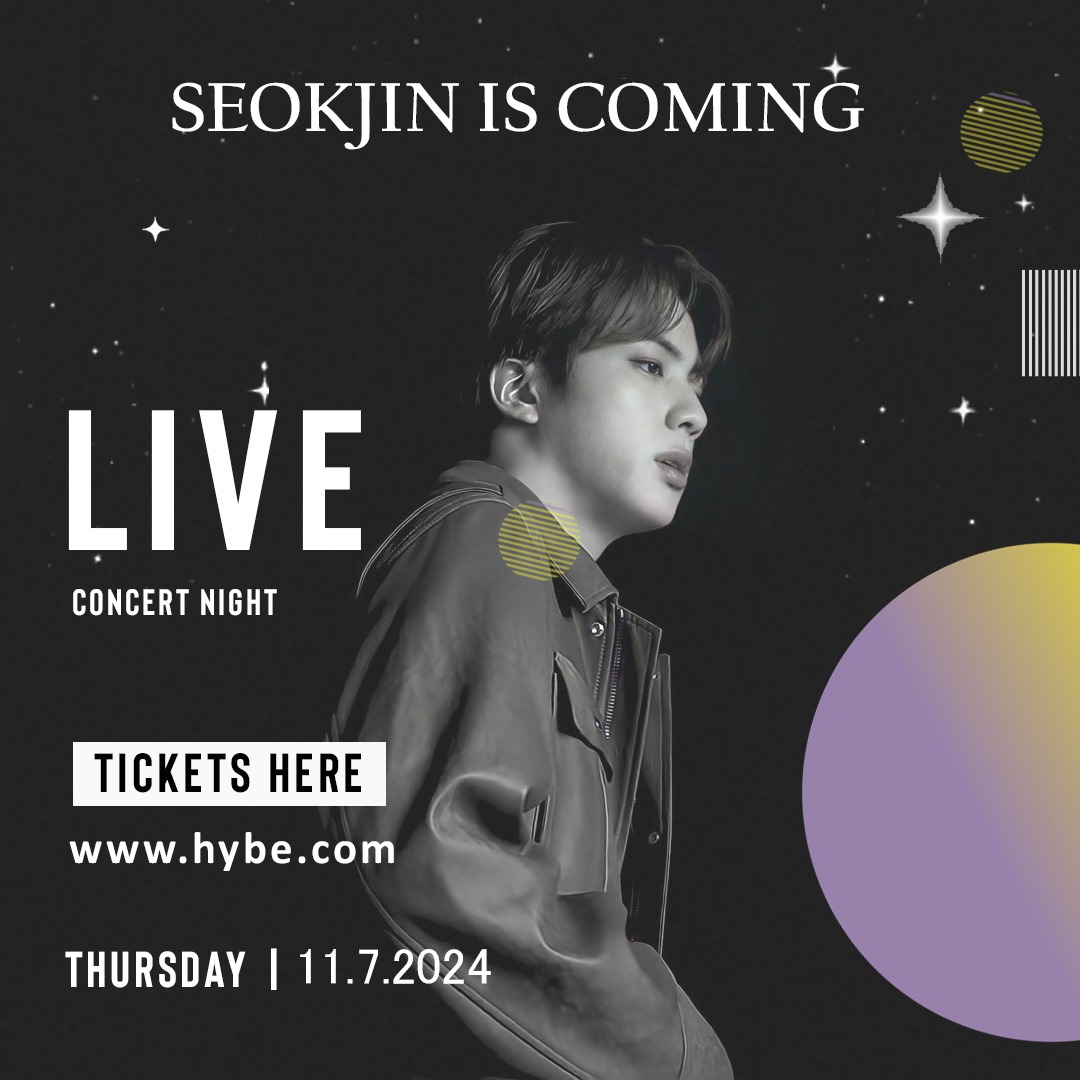 SEOKJIN IS COMING
LIVE
CONCERT NIGHT
TICKETS HERE
www.hybe.com
THURSDAY | 11.7.2024